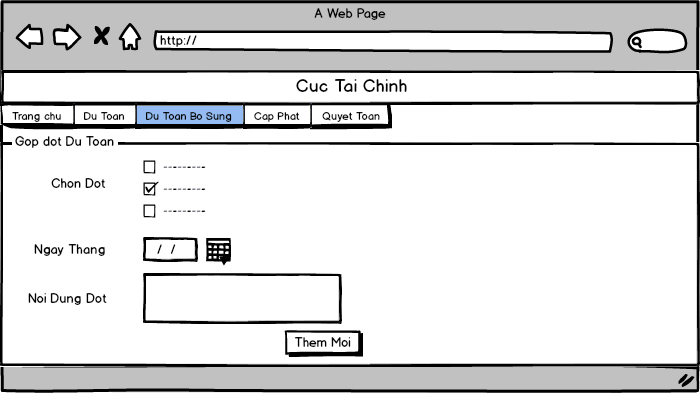 A Web Page
http://
Cuc Tai Chinh
Trang chu
Du Toan
Du Toan Bo Sung
Cap Phat
Quyet Toan
Gop dot Du Toan
Chon Dot
Ngay Thang
/ /
Noi Dung Dot
Them Moi